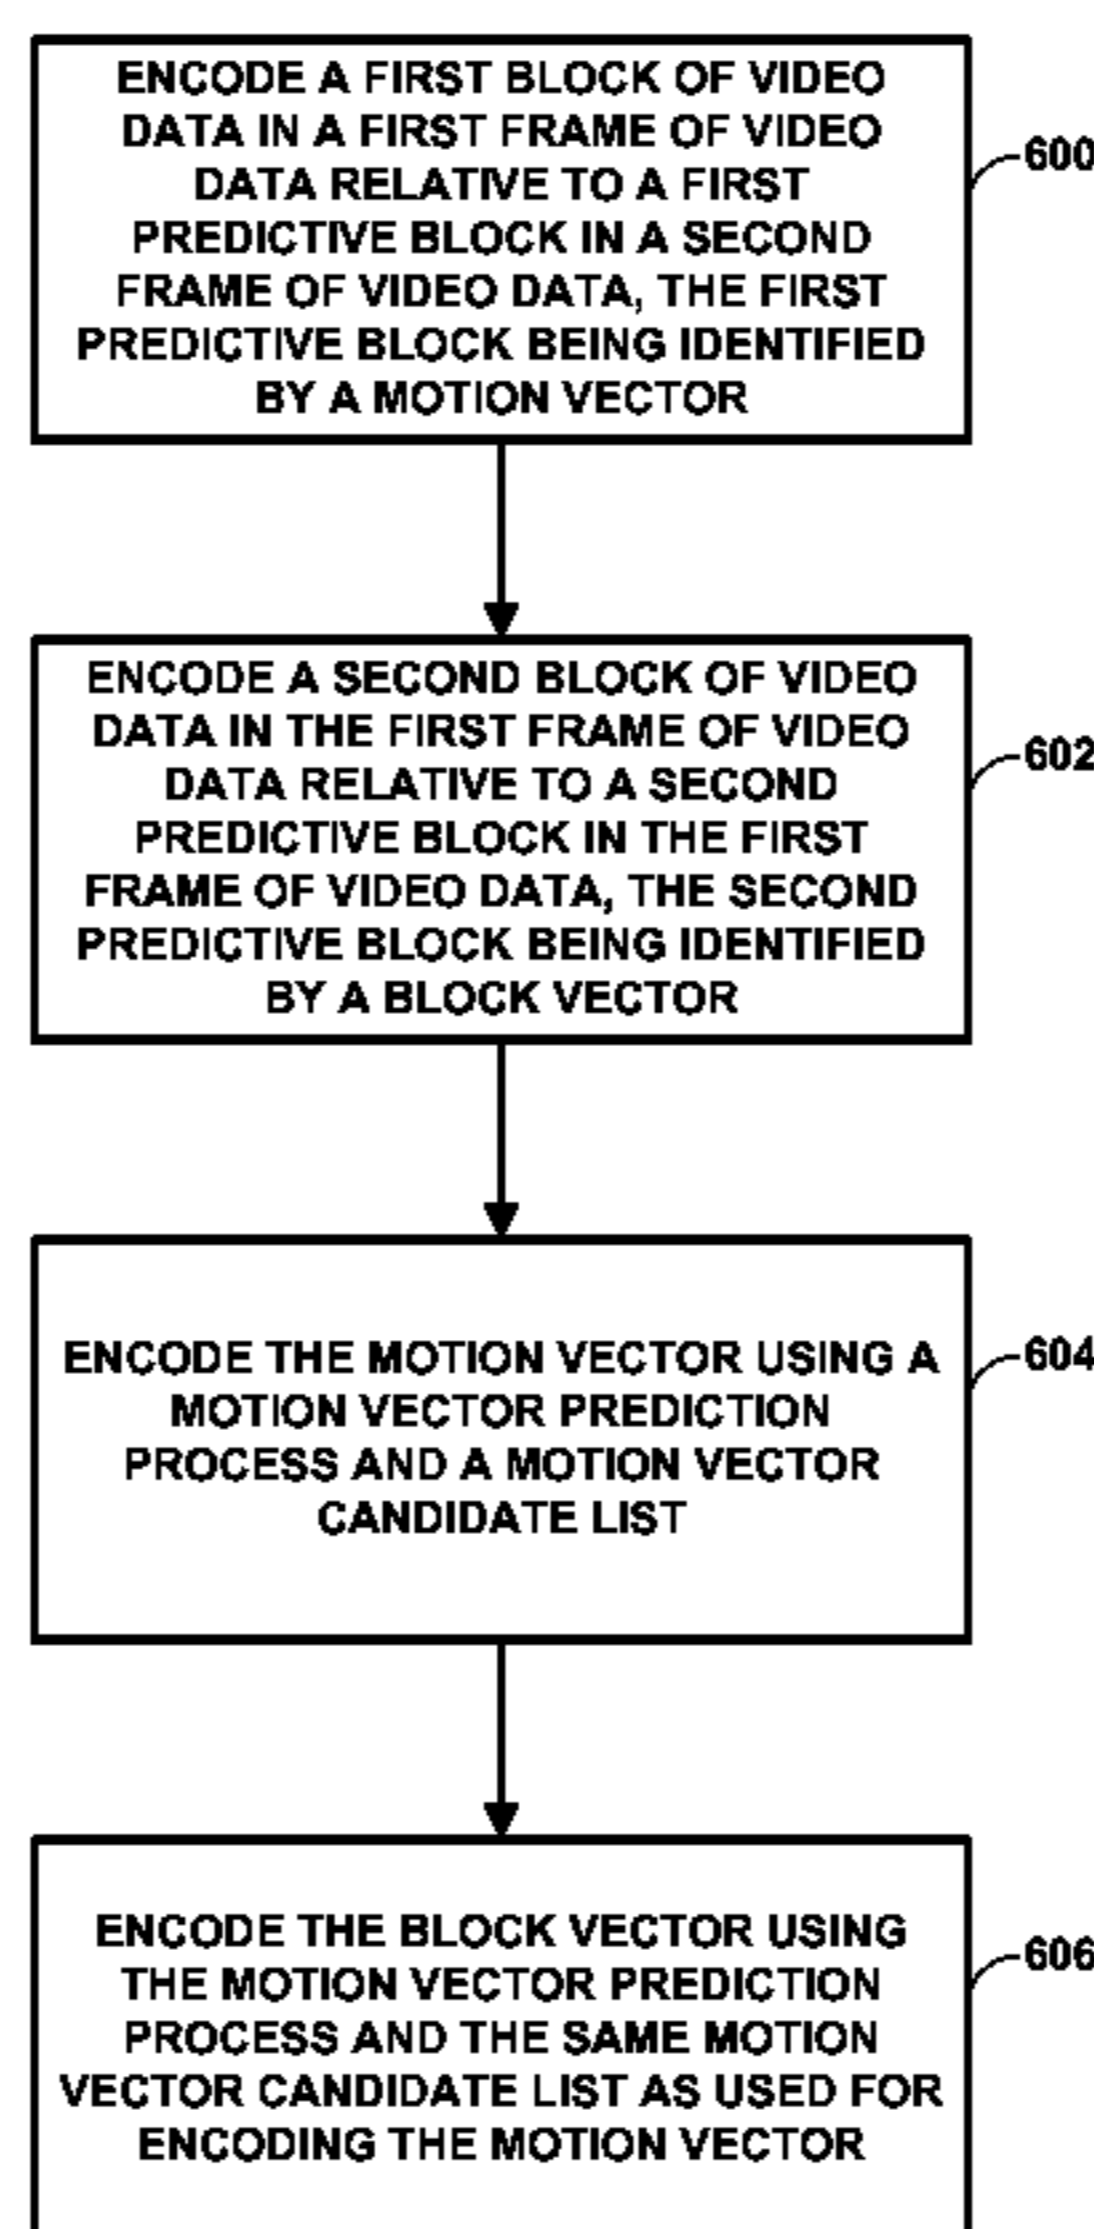 ENCODE A FIRST BLOCK OF VIDEO
DATA IN A FIRST FRAME OF VIDEO
DATA RELATIVE TO A FIRST
PREDICTIVE BLOCK IN A SECOND
FRAME OF VIDEO DATA, THE FIRST
PREDICTIVE BLOCK BEING IDENTIFIED
BY A MOTION VECTOR
600
ENCODE A SECOND BLOCK OF VIDEO
DATA IN THE FIRST FRAME OF VIDEO
DATA RELATIVE TO A SECOND
PREDICTIVE BLOCK IN THE FIRST
FRAME OF VIDEO DATA, THE SECOND
PREDICTIVE BLOCK BEING IDENTIFIED
BY A BLOCK VECTOR
602
ENCODE THE MOTION VECTOR USING A
MOTION VECTOR PREDICTION
PROCESS AND A MOTION VECTOR
CANDIDATE LIST
604
ENCODE THE BLOCK VECTOR USING
THE MOTION VECTOR PREDICTION
PROCESS AND THE SAME MOTION
VECTOR CANDIDATE LIST AS USED FOR
ENCODING THE MOTION VECTOR
606